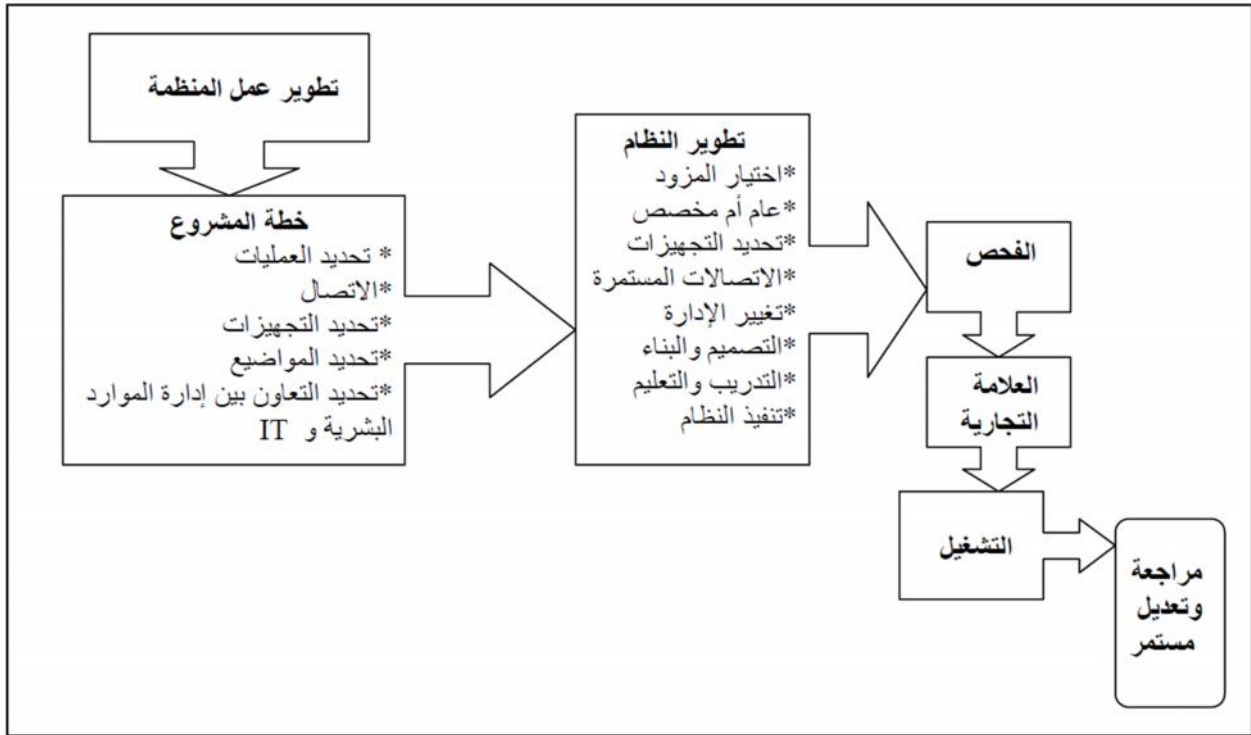 تطوير عمل المنظمة
خطة المشروع
* تحديد العمليات
*الاتصال
*تحديد التجهيزات
*تحديد المواضيع
*تحديد التعاون بين إدارة الموارد
البشرية و IT
تطوير النظام
*اختيار المزود
*عام أم مخصص
*تحديد التجهيزات
*الاتصالات المستمرة
*تغيير الإدارة
*التصميم والبناء
*التدريب والتعليم
*تنفيذ النظام
الفحص
العلامة
التجارية
التشغيل
مراجعة
وتعديل
مستمر